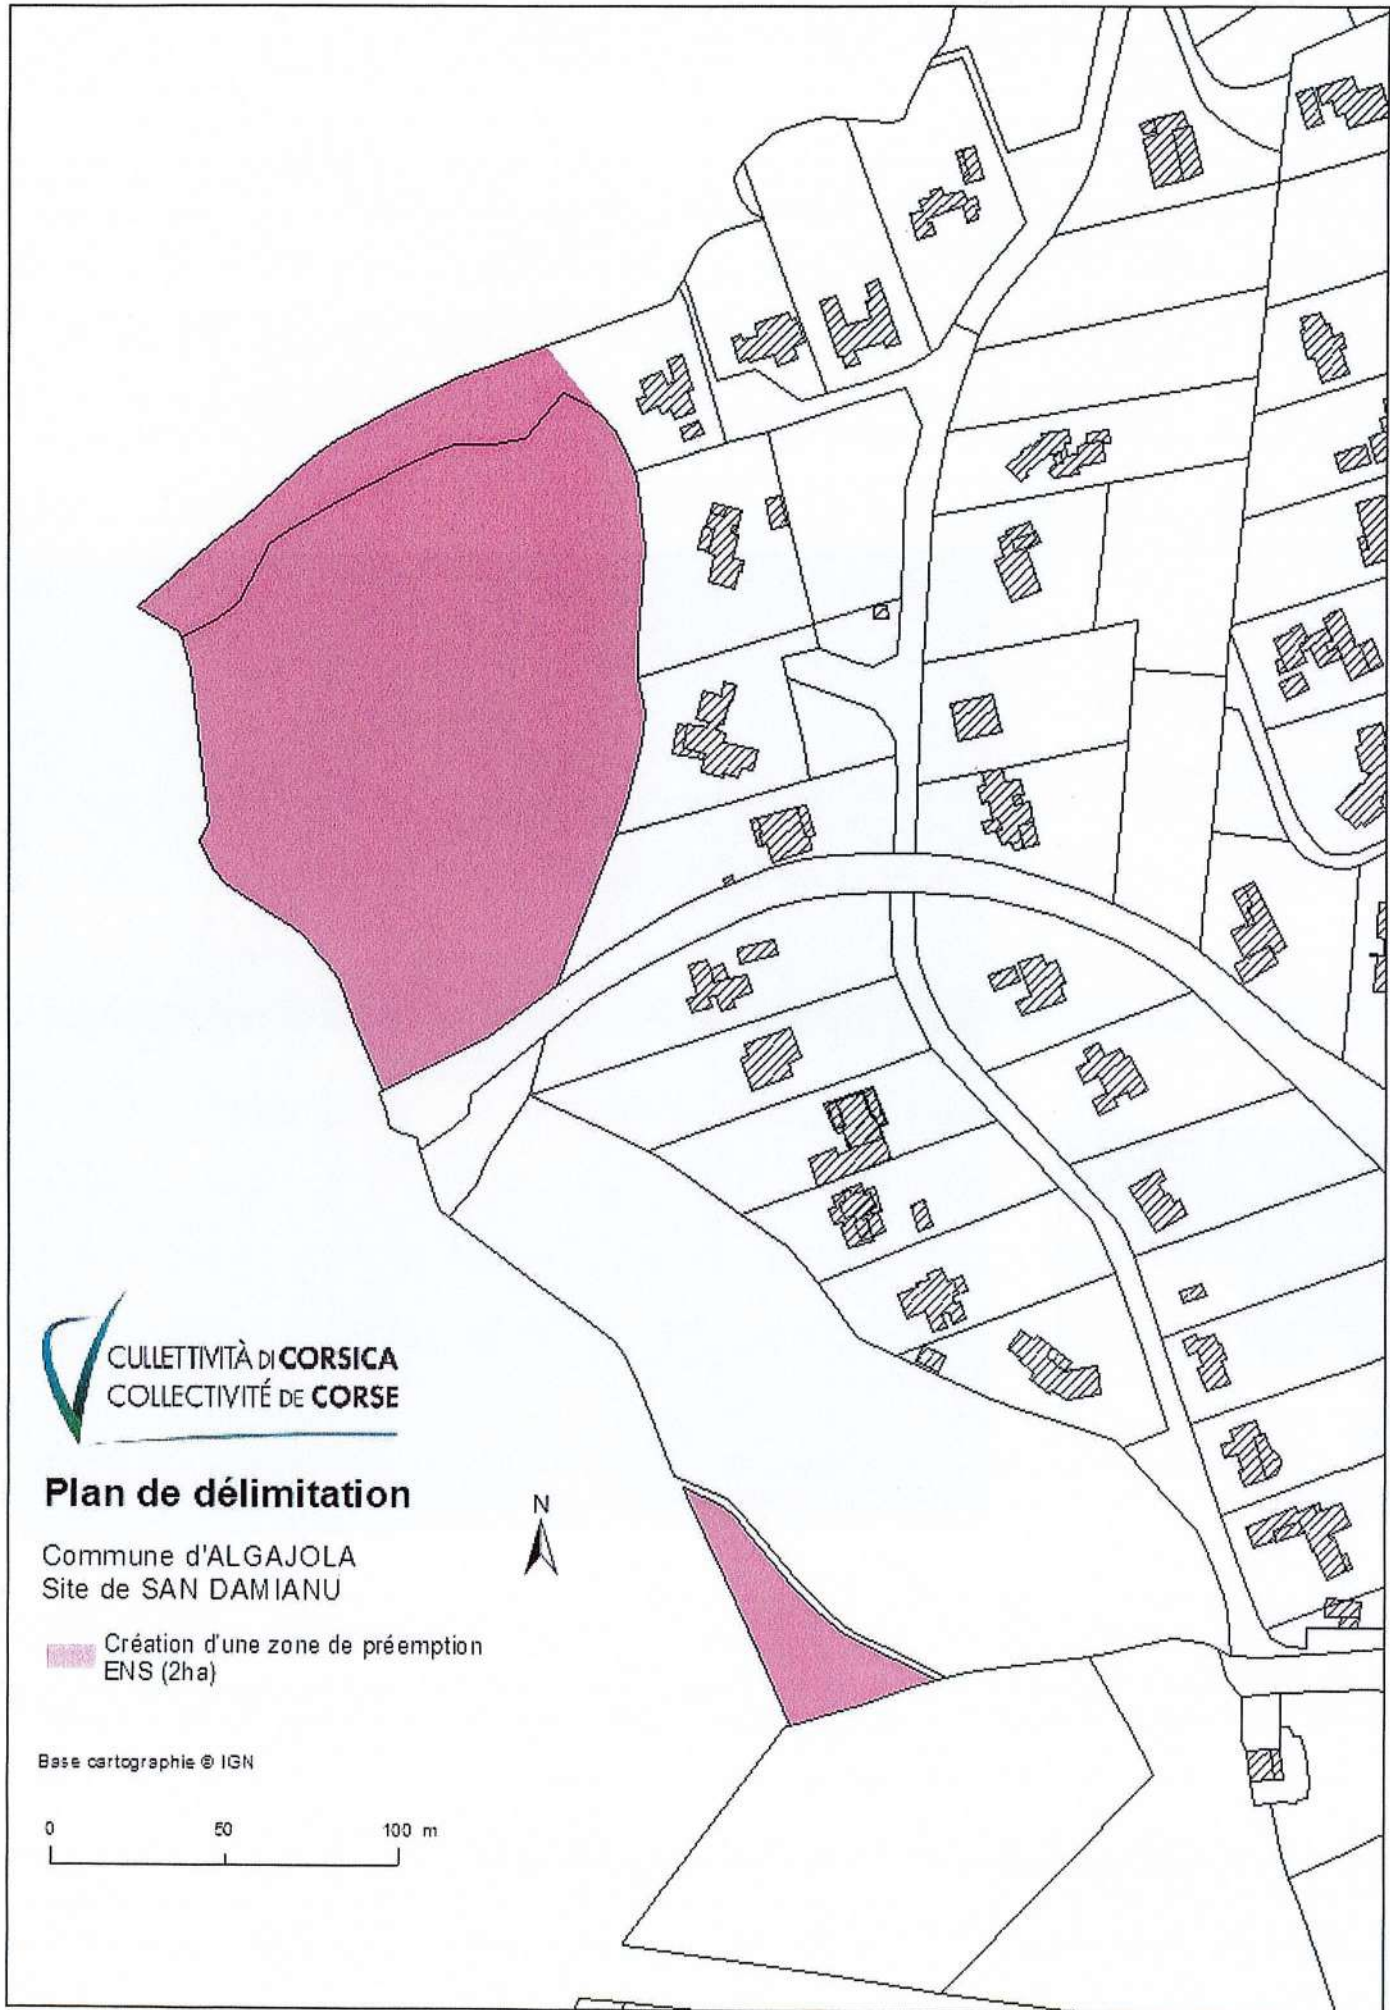 CULLETTIVITÀ DI CORSICA
COLLECTIVITÉ DE CORSE
Plan de délimitation
N
Commune d'ALGAJOLA
Site de SAN DAMIANU
Création d'une zone de préemption
ENS (2ha)
Base cartographie © IGN
0 50 100 m